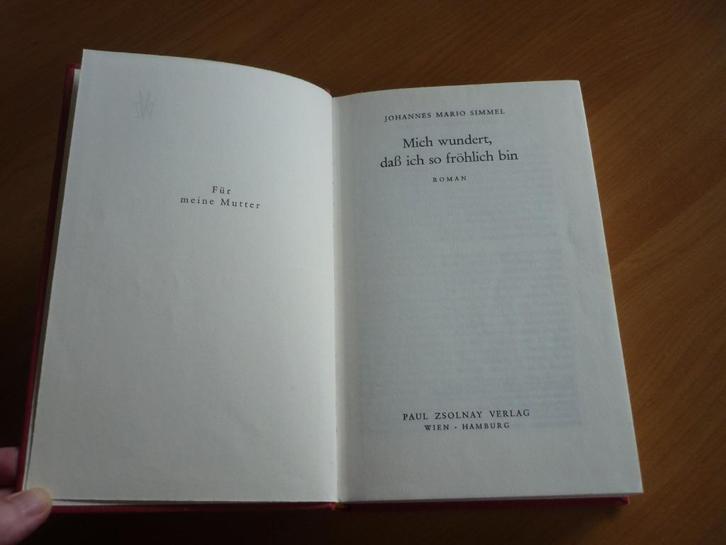 Für
meine Mutter
JOHANNES MARIO SIMMEL
Mich wundert,
daß ich so fröhlich bin
ROMAN
PAUL ZSOLNAY VERLAG
WIEN · HAMBURG